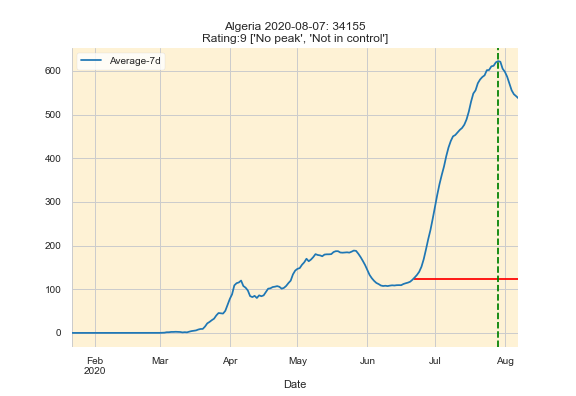 Algeria 2020-08-07: 34155
Rating:9 ['No peak', 'Not in control']
Average-7d
600
500
400
300
200
100
0
Feb Mar Apr May Jun Jul Aug
2020
Date